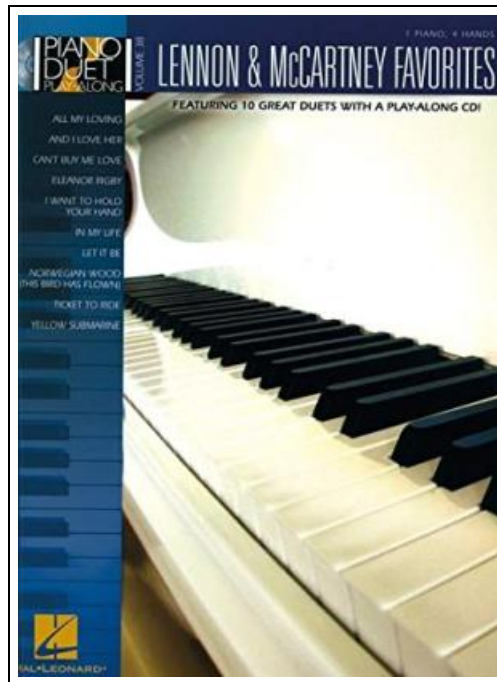 1 PIANO, 4 HANDS
PIANO
DUET
PLAY-ALONG
VOLUME 38
LENNON & McCARTNEY FAVORITES
FEATURING 10 GREAT DUETS WITH A PLAY-ALONG CD!
ALL MY LOVING
AND I LOVE HER
CAN'T BUY ME LOVE
ELEANOR RIGBY
I WANT TO HOLD
YOUR HAND
IN MY LIFE
LET IT BE
NORWEGIAN WOOD
(THIS BIRD HAS FLOWN)
TICKET TO RIDE
YELLOW SUBMARINE
HAL•LEONARD®